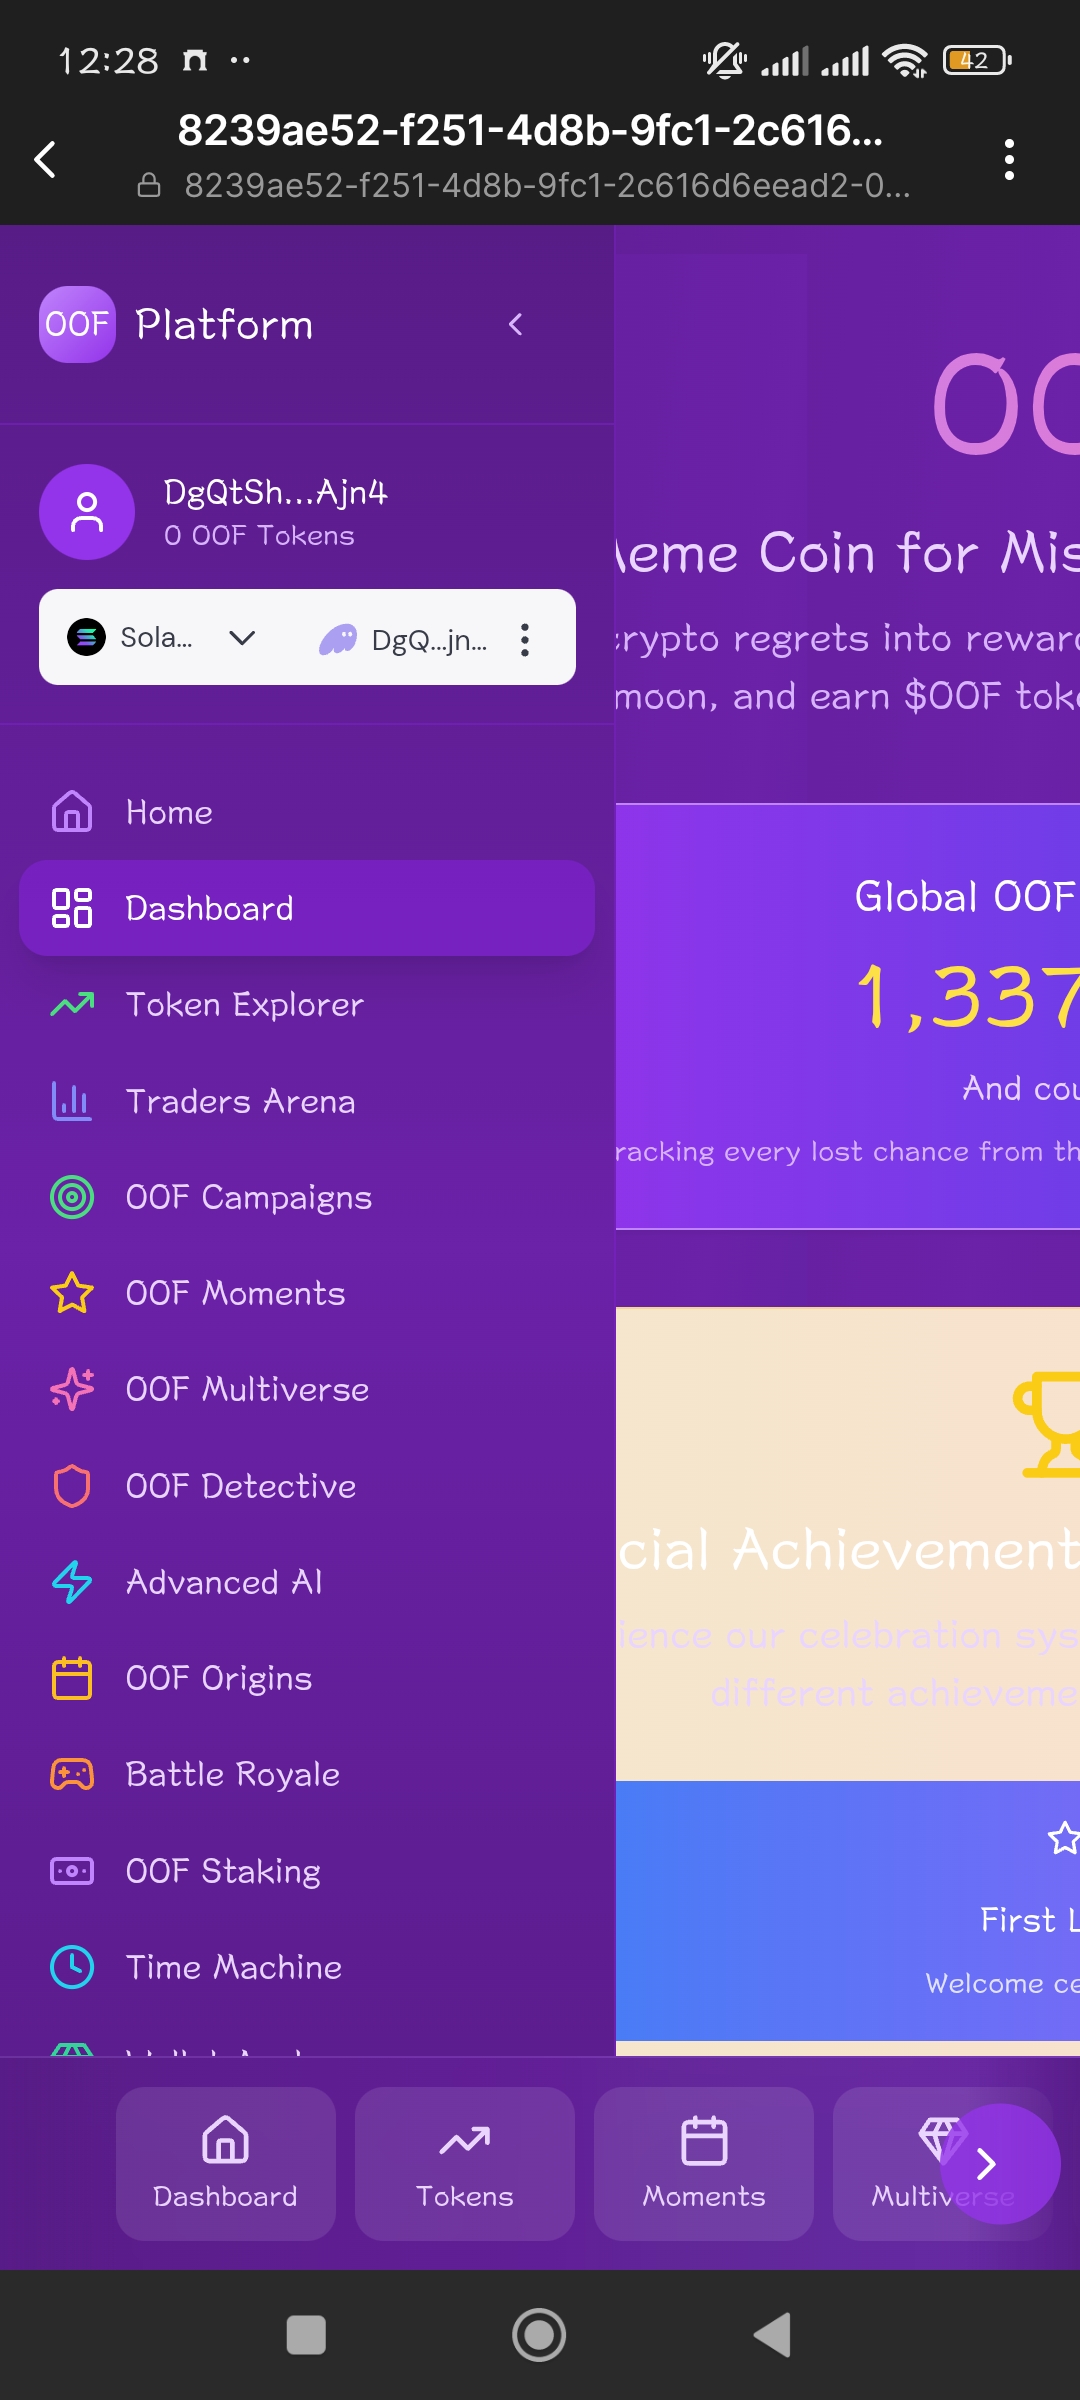 12:28
42
8239ae52-f251-4d8b-9fc1-2c616...
8239ae52-f251-4d8b-9fc1-2c616d6eead2-0...
OOF Platform
DgQtSh...Ajn4
0 OOF Tokens
Sola...
DgQ...jn...
Home
Dashboard
Token Explorer
Traders Arena
OOF Campaigns
OOF Moments
OOF Multiverse
OOF Detective
Advanced AI
OOF Origins
Battle Royale
OOF Staking
Time Machine
OO
Meme Coin for Mis
crypto regrets into reward
moon, and earn $OOF toke
Global OOF
1,337
And cou
racking every lost chance from th
cial Achievement
ience our celebration sys
different achieveme
First L
Welcome ce
Dashboard
Tokens
Moments
Multiverse